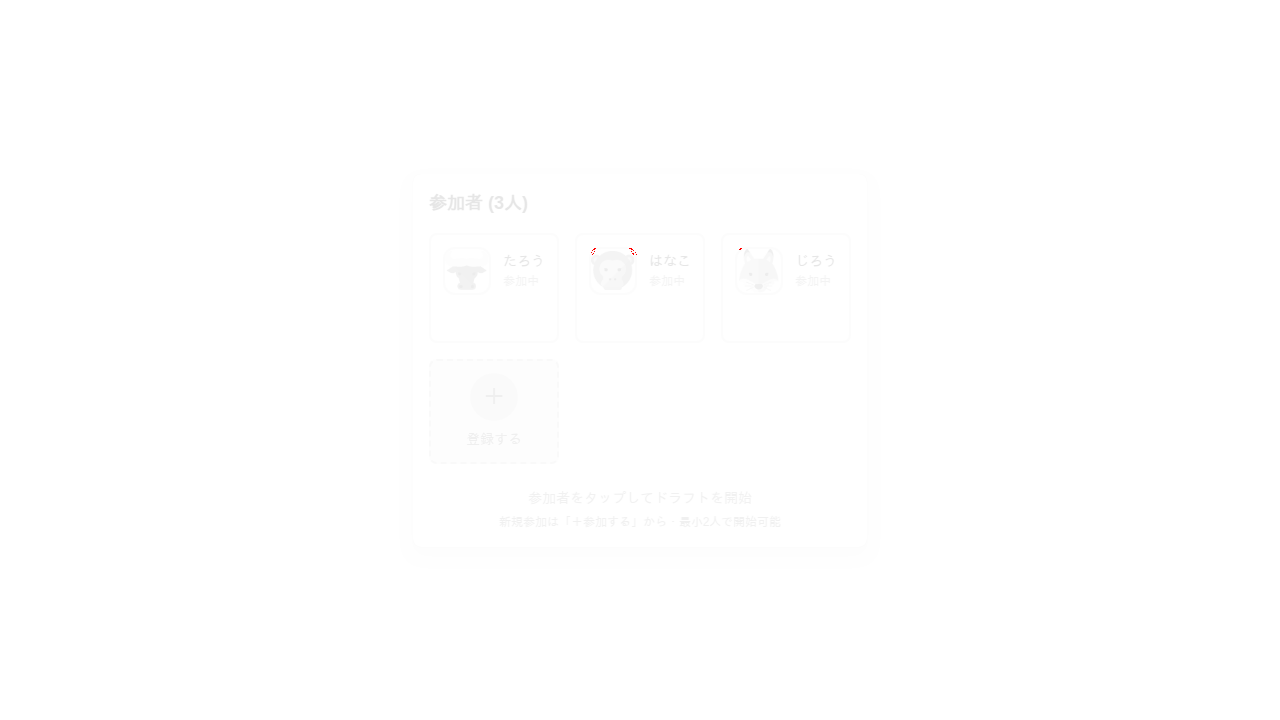 参加者 (3人)
たろう
参加中
はなこ
参加中
じろう
参加中
+
登録する
参加者をタップしてドラフトを開始
新規参加は「＋参加する」から · 最小2人で開始可能